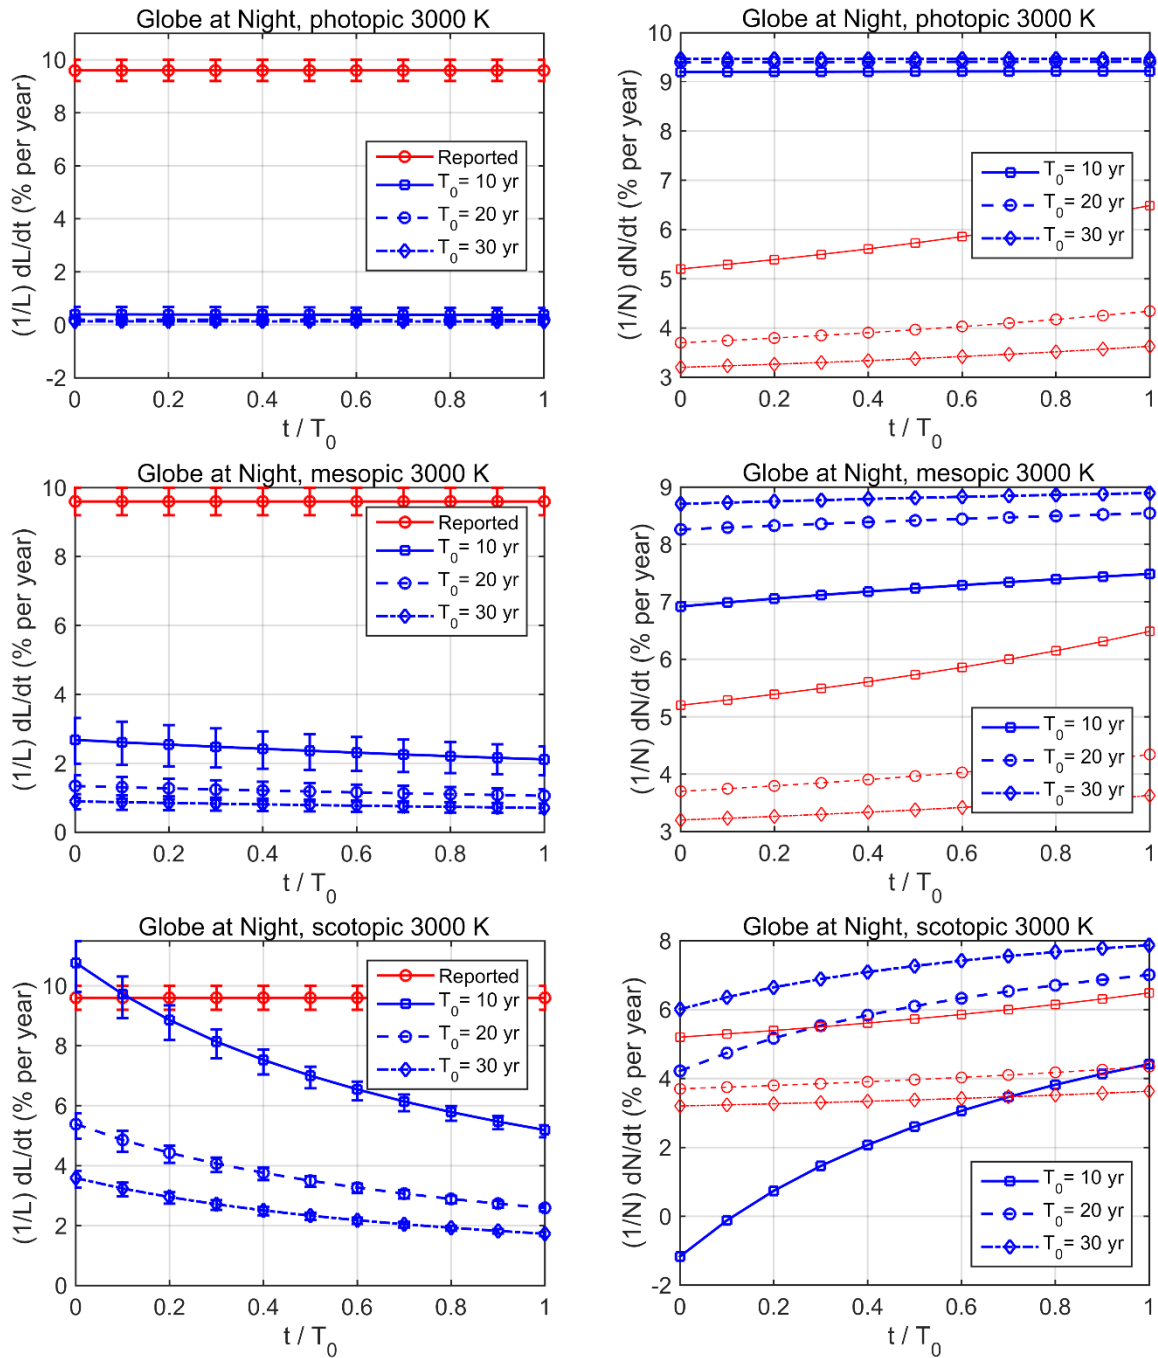 Globe at Night, photopic 3000 K
(1/L) dL/dt (% per year)
10
8
6
4
2
0
-2
Reported
T0= 10 yr
T0= 20 yr
T0= 30 yr
0 0.2 0.4 0.6 0.8 1
t / T0
Globe at Night, photopic 3000 K
(1/N) dN/dt (% per year)
10
9
8
7
6
5
4
3
T0= 10 yr
T0= 20 yr
T0= 30 yr
0 0.2 0.4 0.6 0.8 1
t / T0
Globe at Night, mesopic 3000 K
(1/L) dL/dt (% per year)
10
8
6
4
2
0
Reported
T0= 10 yr
T0= 20 yr
T0= 30 yr
0 0.2 0.4 0.6 0.8 1
t / T0
Globe at Night, mesopic 3000 K
(1/N) dN/dt (% per year)
9
8
7
6
5
4
3
T0= 10 yr
T0= 20 yr
T0= 30 yr
0 0.2 0.4 0.6 0.8 1
t / T0
Globe at Night, scotopic 3000 K
(1/L) dL/dt (% per year)
10
8
6
4
2
0
Reported
T0= 10 yr
T0= 20 yr
T0= 30 yr
0 0.2 0.4 0.6 0.8 1
t / T0
Globe at Night, scotopic 3000 K
(1/N) dN/dt (% per year)
8
6
4
2
0
-2
T0= 10 yr
T0= 20 yr
T0= 30 yr
0 0.2 0.4 0.6 0.8 1
t / T0